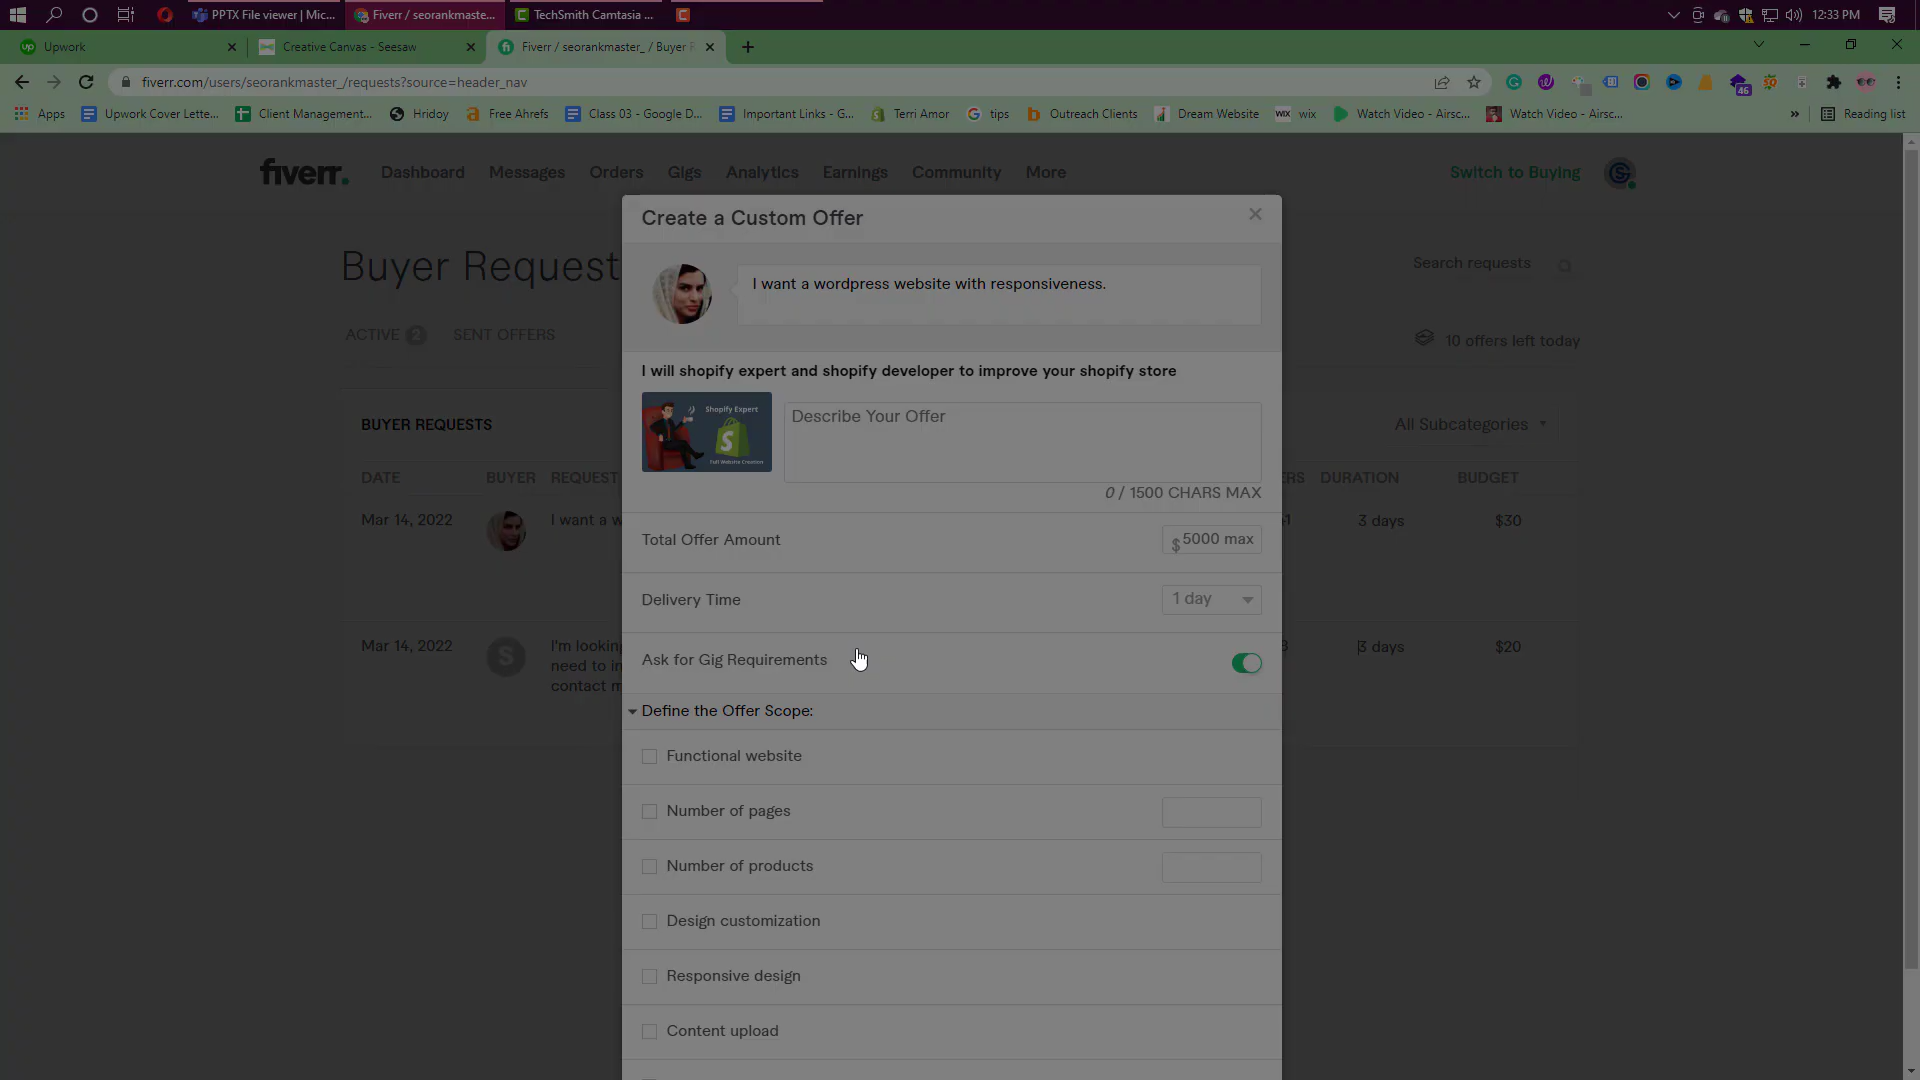 PPTX File viewer | Mic...
Fiverr / seorankmaste...
TechSmith Camtasia ...
12:33 PM
Upwork
Creative Canvas - Seesaw
Fiverr / seorankmaster_ / Buyer R
fiverr.com/users/seorankmaster_/requests?source=header_nav
46
Apps
Upwork Cover Lette...
Client Management...
Hridoy
Free Ahrefs
Class 03 - Google D...
Important Links - G...
Terri Amor
tips
Outreach Clients
Dream Website
WIX wix
Watch Video - Airsc...
Watch Video - Airsc...
»
Reading list
fiverr.
Dashboard
Messages
Orders
Gigs
Analytics
Earnings
Community
More
Switch to Buying
Buyer Request
Search requests
ACTIVE 2
SENT OFFERS
10 offers left today
BUYER REQUESTS
All Subcategories
DATE
BUYER
REQUEST
ERS
DURATION
BUDGET
Mar 14, 2022
I want a w
3 days
$30
Mar 14, 2022
S
I'm looking
need to in
contact m
3 days
$20
Create a Custom Offer
I want a wordpress website with responsiveness.
I will shopify expert and shopify developer to improve your shopify store
Shopify Expert
Full Website Creation
Describe Your Offer
0 / 1500 CHARS MAX
Total Offer Amount
$ 5000 max
Delivery Time
1 day
Ask for Gig Requirements
Define the Offer Scope:
Functional website
Number of pages
Number of products
Design customization
Responsive design
Content upload